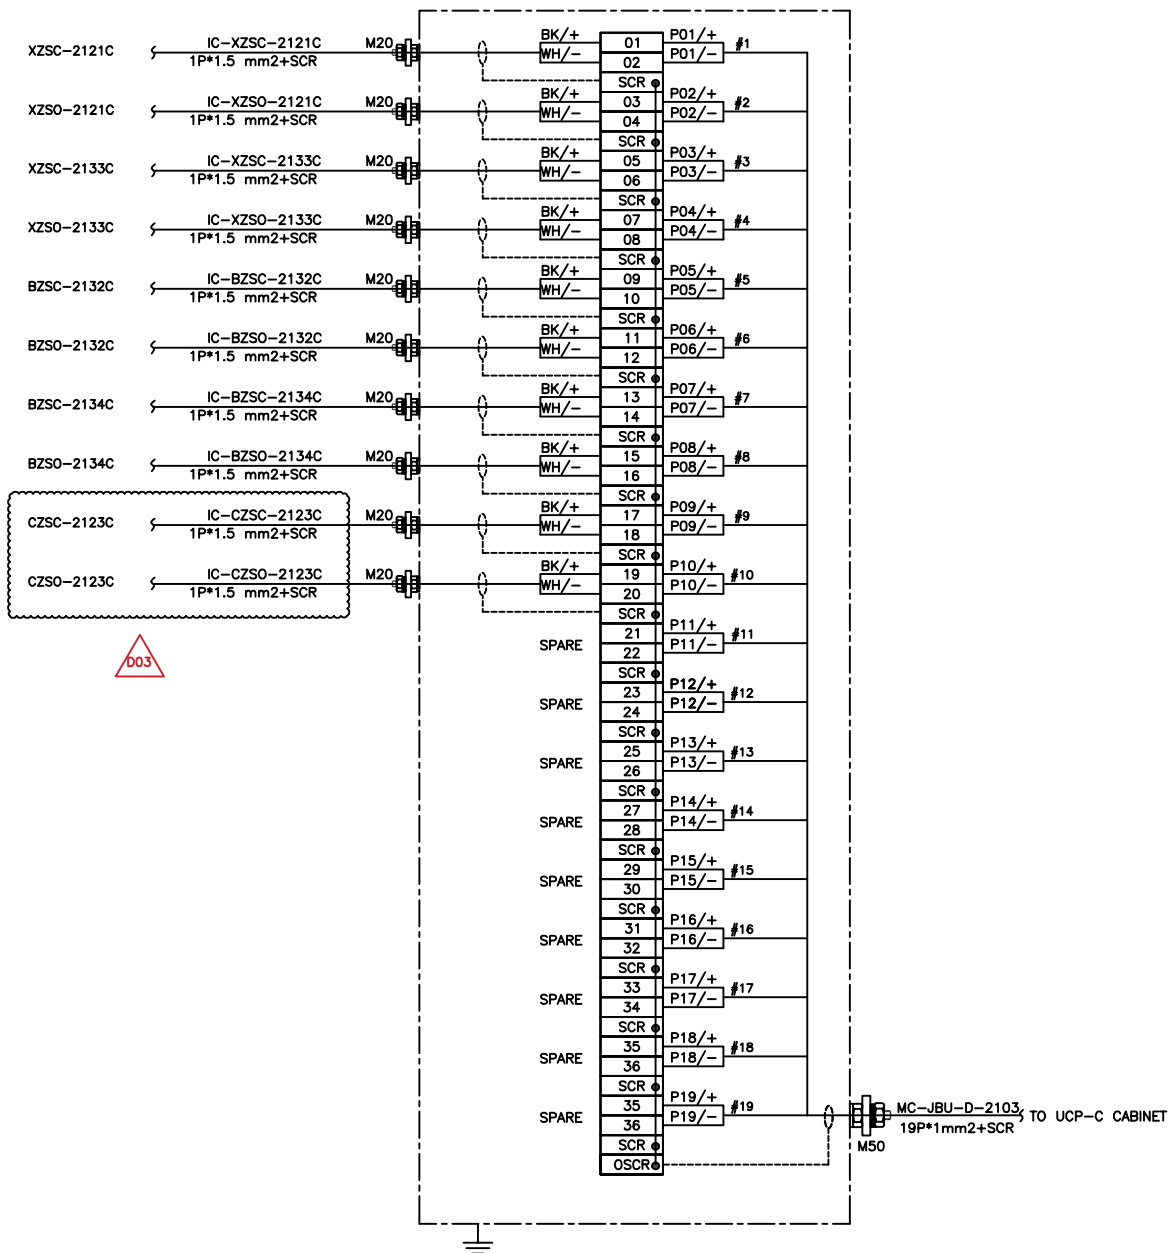 XZSC-2121C IC-XZSC-2121C M20 BK/+ 01 P01/+ #1
1P*1.5 mm2+SCR WH/- 02 P01/-
SCR
XZSO-2121C IC-XZSO-2121C M20 BK/+ 03 P02/+ #2
1P*1.5 mm2+SCR WH/- 04 P02/-
SCR
XZSC-2133C IC-XZSC-2133C M20 BK/+ 05 P03/+ #3
1P*1.5 mm2+SCR WH/- 06 P03/-
SCR
XZSO-2133C IC-XZSO-2133C M20 BK/+ 07 P04/+ #4
1P*1.5 mm2+SCR WH/- 08 P04/-
SCR
BZSC-2132C IC-BZSC-2132C M20 BK/+ 09 P05/+ #5
1P*1.5 mm2+SCR WH/- 10 P05/-
SCR
BZSO-2132C IC-BZSO-2132C M20 BK/+ 11 P06/+ #6
1P*1.5 mm2+SCR WH/- 12 P06/-
SCR
BZSC-2134C IC-BZSC-2134C M20 BK/+ 13 P07/+ #7
1P*1.5 mm2+SCR WH/- 14 P07/-
SCR
BZSO-2134C IC-BZSO-2134C M20 BK/+ 15 P08/+ #8
1P*1.5 mm2+SCR WH/- 16 P08/-
SCR
CZSC-2123C IC-CZSC-2123C M20 BK/+ 17 P09/+ #9
1P*1.5 mm2+SCR WH/- 18 P09/-
SCR
CZSO-2123C IC-CZSO-2123C M20 BK/+ 19 P10/+ #10
1P*1.5 mm2+SCR WH/- 20 P10/-
SCR
D03
SPARE 21 P11/+ #11
22 P11/-
SCR
SPARE 23 P12/+ #12
24 P12/-
SCR
SPARE 25 P13/+ #13
26 P13/-
SCR
SPARE 27 P14/+ #14
28 P14/-
SCR
SPARE 29 P15/+ #15
30 P15/-
SCR
SPARE 31 P16/+ #16
32 P16/-
SCR
SPARE 33 P17/+ #17
34 P17/-
SCR
SPARE 35 P18/+ #18
36 P18/-
SCR
SPARE 35 P19/+ #19
36 P19/-
SCR
OSCR
MC-JBU-D-2103 TO UCP-C CABINET
19P*1mm2+SCR
M50